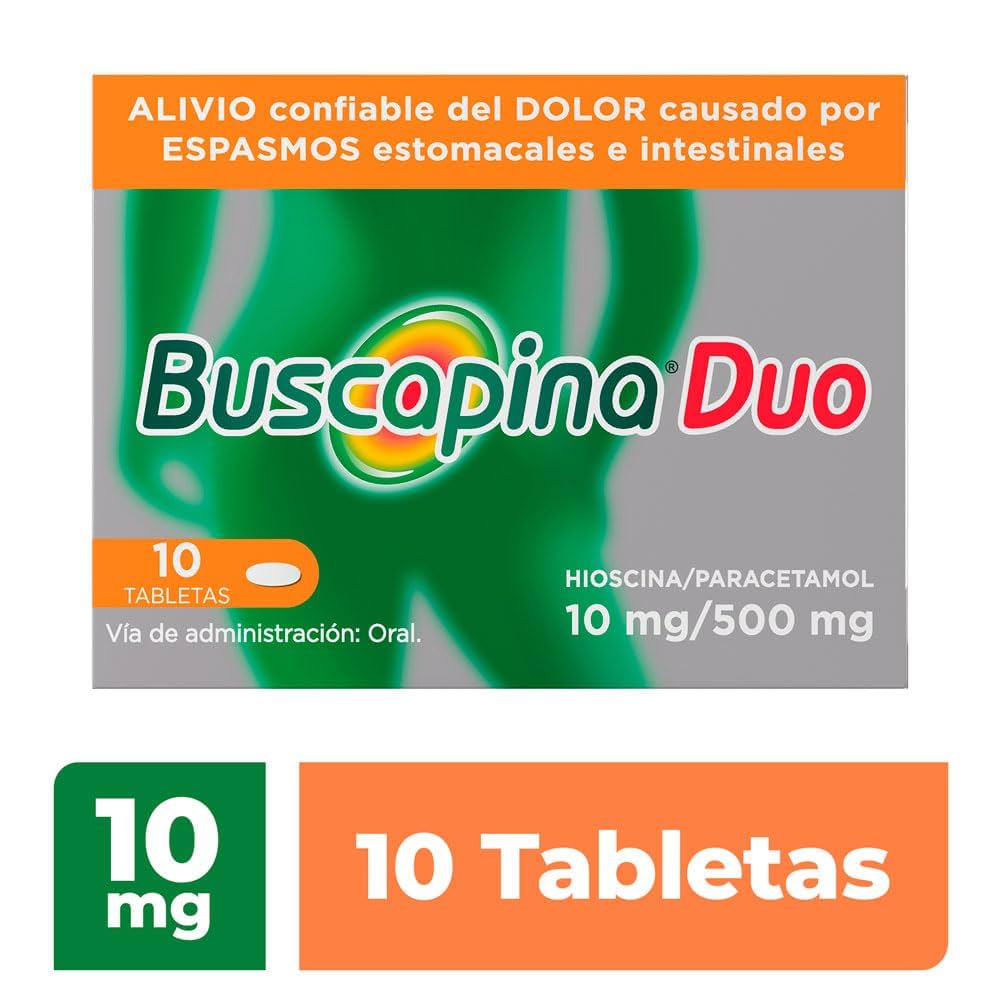 ALIVIO confiable del DOLOR causado por
ESPASMOS estomacales e intestinales
Buscapina® Duo
10
TABLETAS
Vía de administración: Oral.
HIOSCINA/PARACETAMOL
10 mg/500 mg
10
mg
10 Tabletas